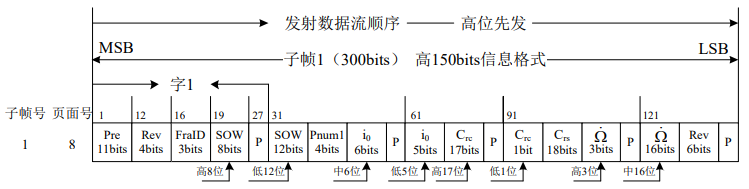 发射数据流顺序 高位先发
MSB 子帧1（300bits） 高150bits信息格式 LSB
字1
子帧号 页面号 1 12 16 19 27 31 61 91 121
Pre Rev FraID SOW P SOW Pnum1 i0 P i0 Crc P Crc Crs Ω̇ P Ω̇ Rev P
1 8 11bits 4bits 3bits 8bits 12bits 4bits 6bits 5bits 17bits 1bit 18bits 3bits 16bits 6bits
高8位 低12位 中6位 低5位 高17位 低1位 高3位 中16位